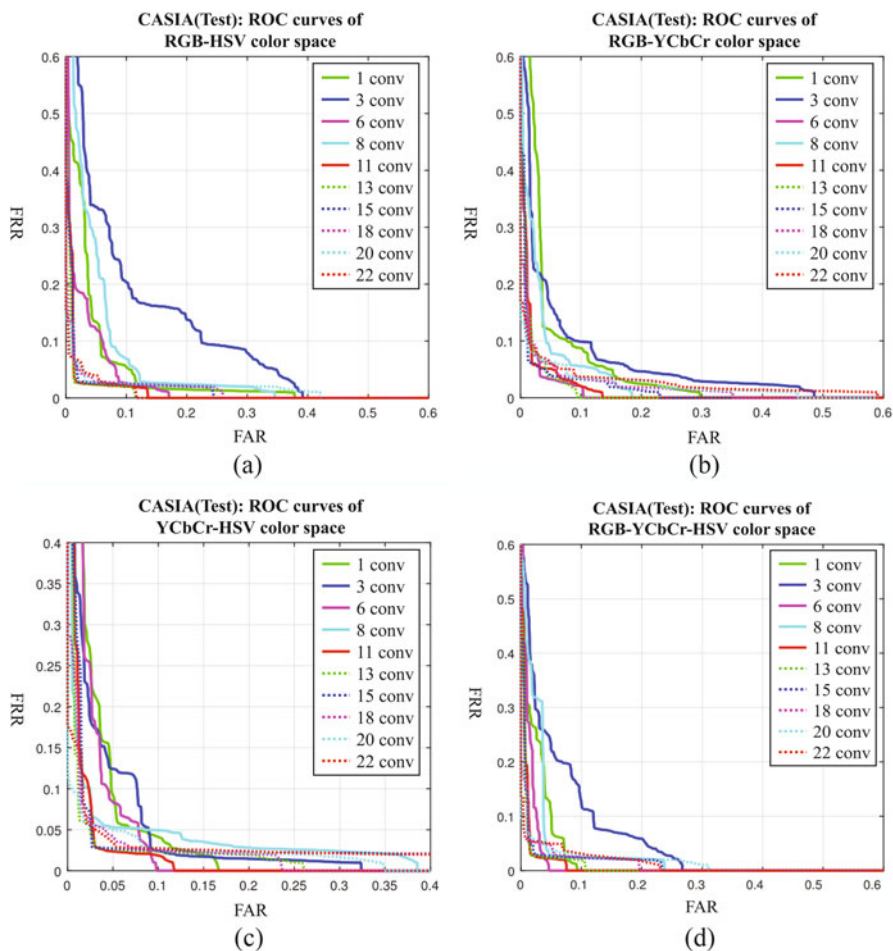 CASIA(Test): ROC curves of
RGB-HSV color space
0.6
0.5
0.4
0.3
0.2
0.1
0
FRR
1 conv
3 conv
6 conv
8 conv
11 conv
13 conv
15 conv
18 conv
20 conv
22 conv
0 0.1 0.2 0.3 0.4 0.5 0.6
FAR
(a)
CASIA(Test): ROC curves of
RGB-YCbCr color space
0.6
0.5
0.4
0.3
0.2
0.1
0
FRR
1 conv
3 conv
6 conv
8 conv
11 conv
13 conv
15 conv
18 conv
20 conv
22 conv
0 0.1 0.2 0.3 0.4 0.5 0.6
FAR
(b)
CASIA(Test): ROC curves of
YCbCr-HSV color space
0.4
0.35
0.3
0.25
0.2
0.15
0.1
0.05
0
FRR
1 conv
3 conv
6 conv
8 conv
11 conv
13 conv
15 conv
18 conv
20 conv
22 conv
0 0.05 0.1 0.15 0.2 0.25 0.3 0.35 0.4
FAR
(c)
CASIA(Test): ROC curves of
RGB-YCbCr-HSV color space
0.6
0.5
0.4
0.3
0.2
0.1
0
FRR
1 conv
3 conv
6 conv
8 conv
11 conv
13 conv
15 conv
18 conv
20 conv
22 conv
0 0.1 0.2 0.3 0.4 0.5 0.6
FAR
(d)